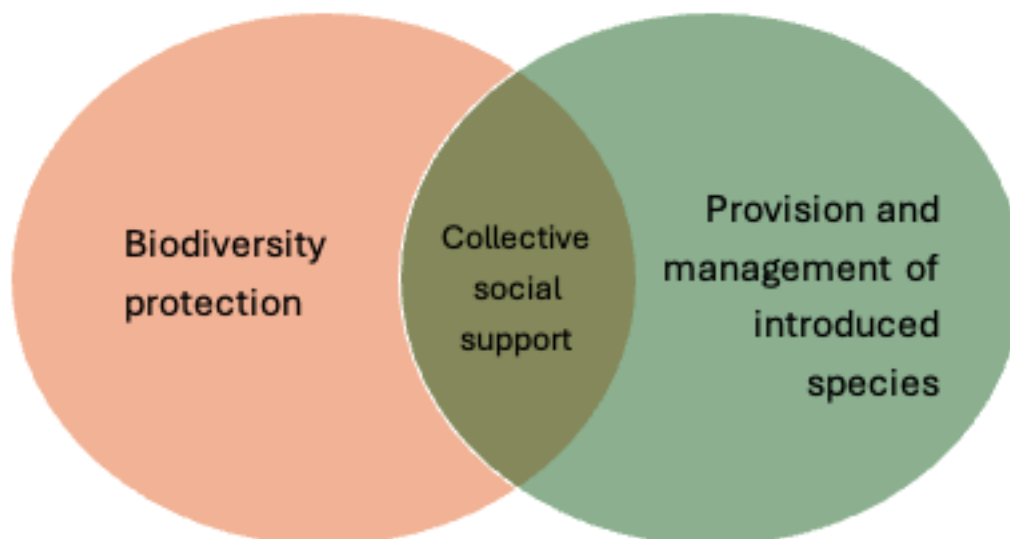 Biodiversity
protection
Collective
social
support
Provision and
management of
introduced
species